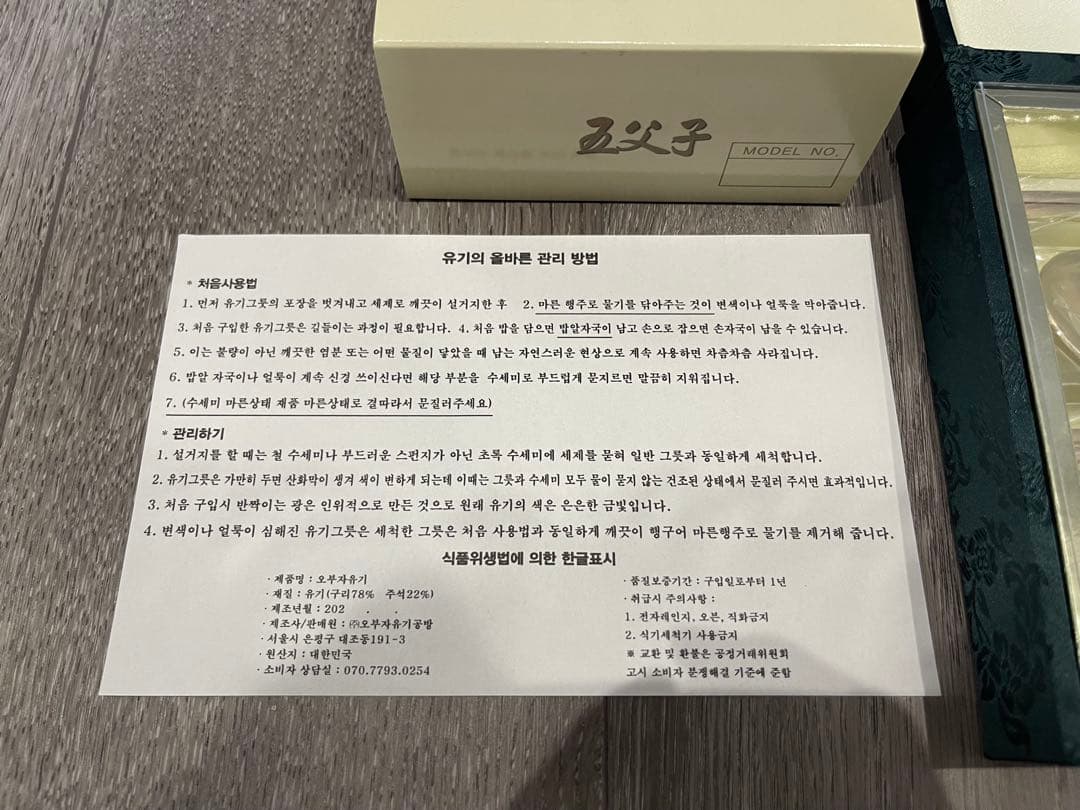 五父子
MODEL NO.
유기의 올바른 관리 방법
* 처음사용법
1. 먼저 유기그릇의 포장을 벗겨내고 세제로 깨끗이 설거지한 후 2. 마른 행주로 물기를 닦아주는 것이 변색이나 얼룩을 막아줍니다.
3. 처음 구입한 유기그릇은 길들이는 과정이 필요합니다. 4. 처음 밥을 담으면 밥알자국이 남고 손으로 잡으면 손자국이 남을 수 있습니다.
5. 이는 불량이 아닌 깨끗한 염분 또는 어떤 물질이 닿았을 때 남는 자연스러운 현상으로 계속 사용하면 차츰차츰 사라집니다.
6. 밥알 자국이나 얼룩이 계속 신경 쓰이신다면 해당 부분을 수세미로 부드럽게 문지르면 말끔히 지워집니다.
7. (수세미 마른상태 제품 마른상태로 결따라서 문질러주세요)
* 관리하기
1. 설거지를 할 때는 철 수세미나 부드러운 스펀지가 아닌 초록 수세미에 세제를 묻혀 일반 그릇과 동일하게 세척합니다.
2. 유기그릇은 가만히 두면 산화막이 생겨 색이 변하게 되는데 이때는 그릇과 수세미 모두 물이 묻지 않는 건조된 상태에서 문질러 주시면 효과적입니다.
3. 처음 구입시 반짝이는 광은 인위적으로 만든 것으로 원래 유기의 색은 은은한 금빛입니다.
4. 변색이나 얼룩이 심해진 유기그릇은 세척한 그릇은 처음 사용법과 동일하게 깨끗이 행구어 마른행주로 물기를 제거해 줍니다.
식품위생법에 의한 한글표시
· 제품명 : 오부자유기
· 재질 : 유기(구리78% 주석22%)
· 제조년월 : 202 . .
· 제조사/판매원 : ㈜오부자유기공방
· 서울시 은평구 대조동191-3
· 원산지 : 대한민국
· 소비자 상담실 : 070.7793.0254
· 품질보증기간 : 구입일로부터 1년
· 취급시 주의사항 :
1. 전자레인지, 오븐, 직화금지
2. 식기세척기 사용금지
※ 교환 및 환불은 공정거래위원회
고시 소비자 분쟁해결 기준에 준함